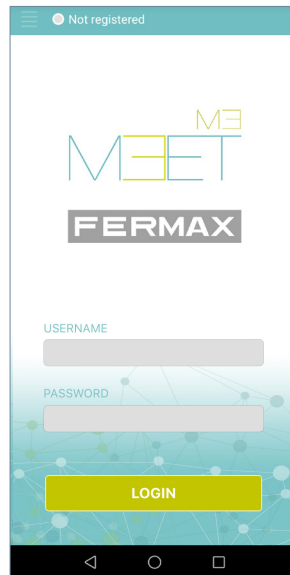 Not registered
ME
MEET
FERMAX
USERNAME
PASSWORD
LOGIN